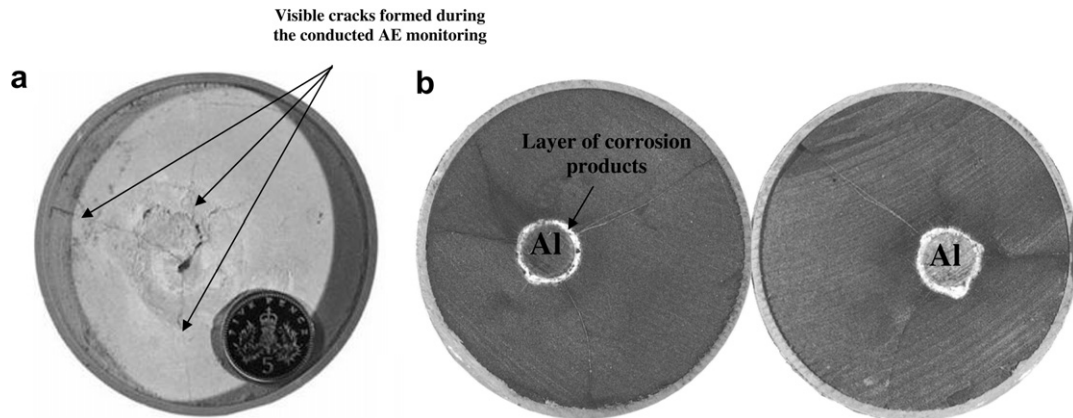 Visible cracks formed during
the conducted AE monitoring
a
b
Layer of corrosion
products
Al
Al
FIVE PENCE
5